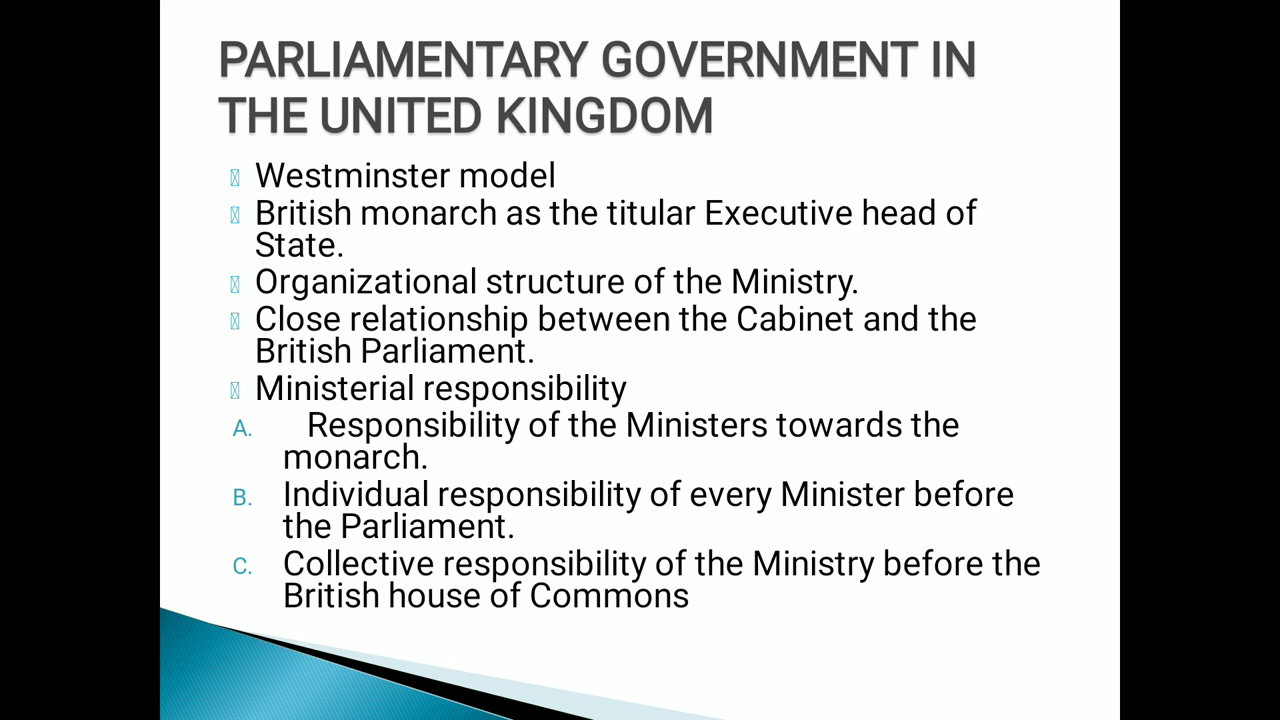 PARLIAMENTARY GOVERNMENT IN
THE UNITED KINGDOM
Westminster model
British monarch as the titular Executive head of
State.
Organizational structure of the Ministry.
Close relationship between the Cabinet and the
British Parliament.
Ministerial responsibility
A. Responsibility of the Ministers towards the
monarch.
B. Individual responsibility of every Minister before
the Parliament.
C. Collective responsibility of the Ministry before the
British house of Commons